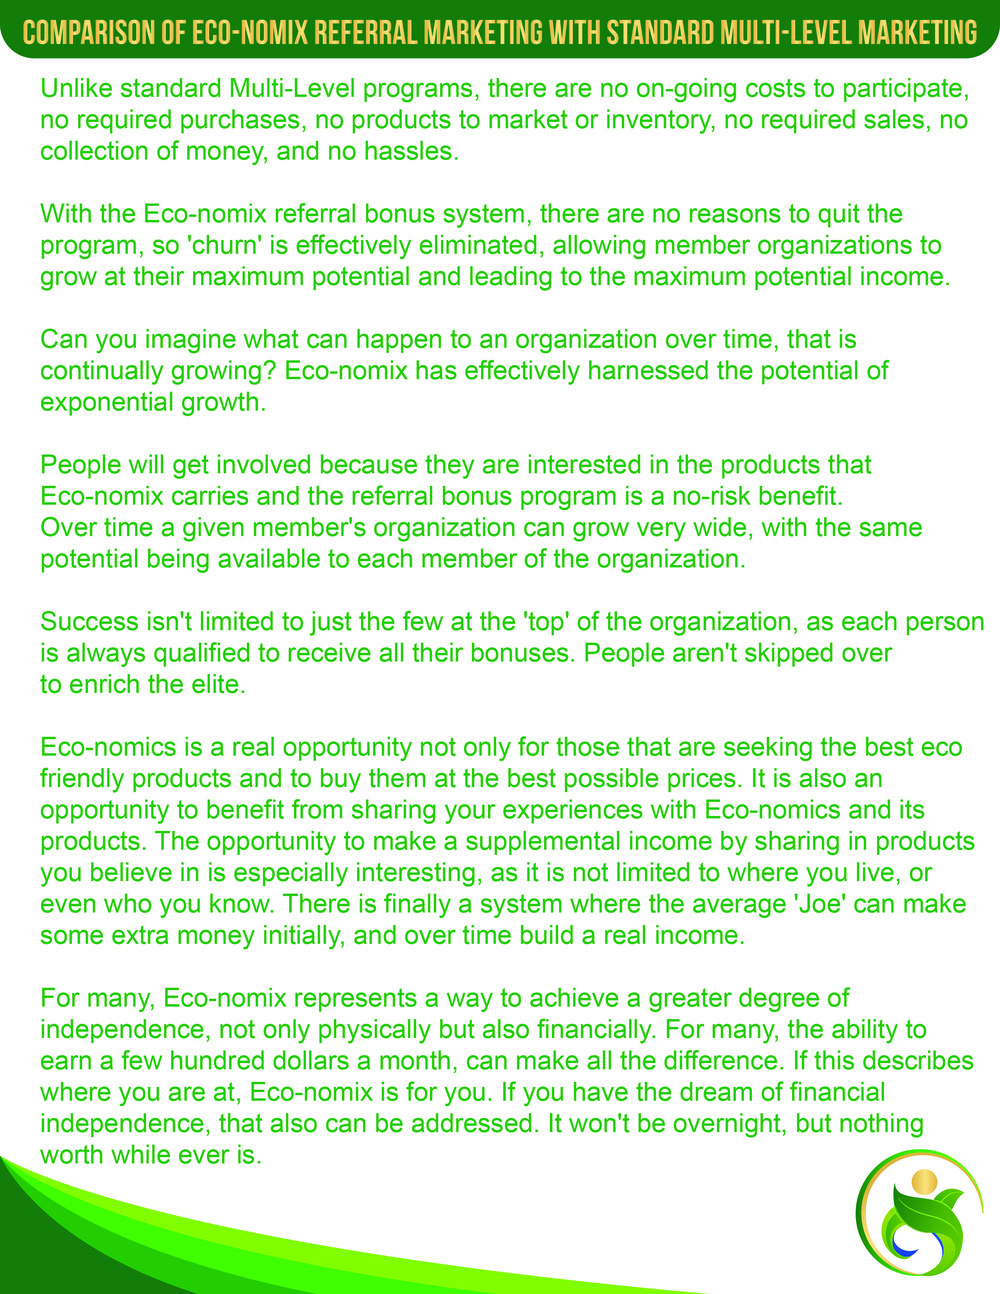 COMPARISON OF ECO-NOMIX REFERRAL MARKETING WITH STANDARD MULTI-LEVEL MARKETING
Unlike standard Multi-Level programs, there are no on-going costs to participate,
no required purchases, no products to market or inventory, no required sales, no
collection of money, and no hassles.
With the Eco-nomix referral bonus system, there are no reasons to quit the
program, so 'churn' is effectively eliminated, allowing member organizations to
grow at their maximum potential and leading to the maximum potential income.
Can you imagine what can happen to an organization over time, that is
continually growing? Eco-nomix has effectively harnessed the potential of
exponential growth.
People will get involved because they are interested in the products that
Eco-nomix carries and the referral bonus program is a no-risk benefit.
Over time a given member's organization can grow very wide, with the same
potential being available to each member of the organization.
Success isn't limited to just the few at the 'top' of the organization, as each person
is always qualified to receive all their bonuses. People aren't skipped over
to enrich the elite.
Eco-nomics is a real opportunity not only for those that are seeking the best eco
friendly products and to buy them at the best possible prices. It is also an
opportunity to benefit from sharing your experiences with Eco-nomics and its
products. The opportunity to make a supplemental income by sharing in products
you believe in is especially interesting, as it is not limited to where you live, or
even who you know. There is finally a system where the average 'Joe' can make
some extra money initially, and over time build a real income.
For many, Eco-nomix represents a way to achieve a greater degree of
independence, not only physically but also financially. For many, the ability to
earn a few hundred dollars a month, can make all the difference. If this describes
where you are at, Eco-nomix is for you. If you have the dream of financial
independence, that also can be addressed. It won't be overnight, but nothing
worth while ever is.